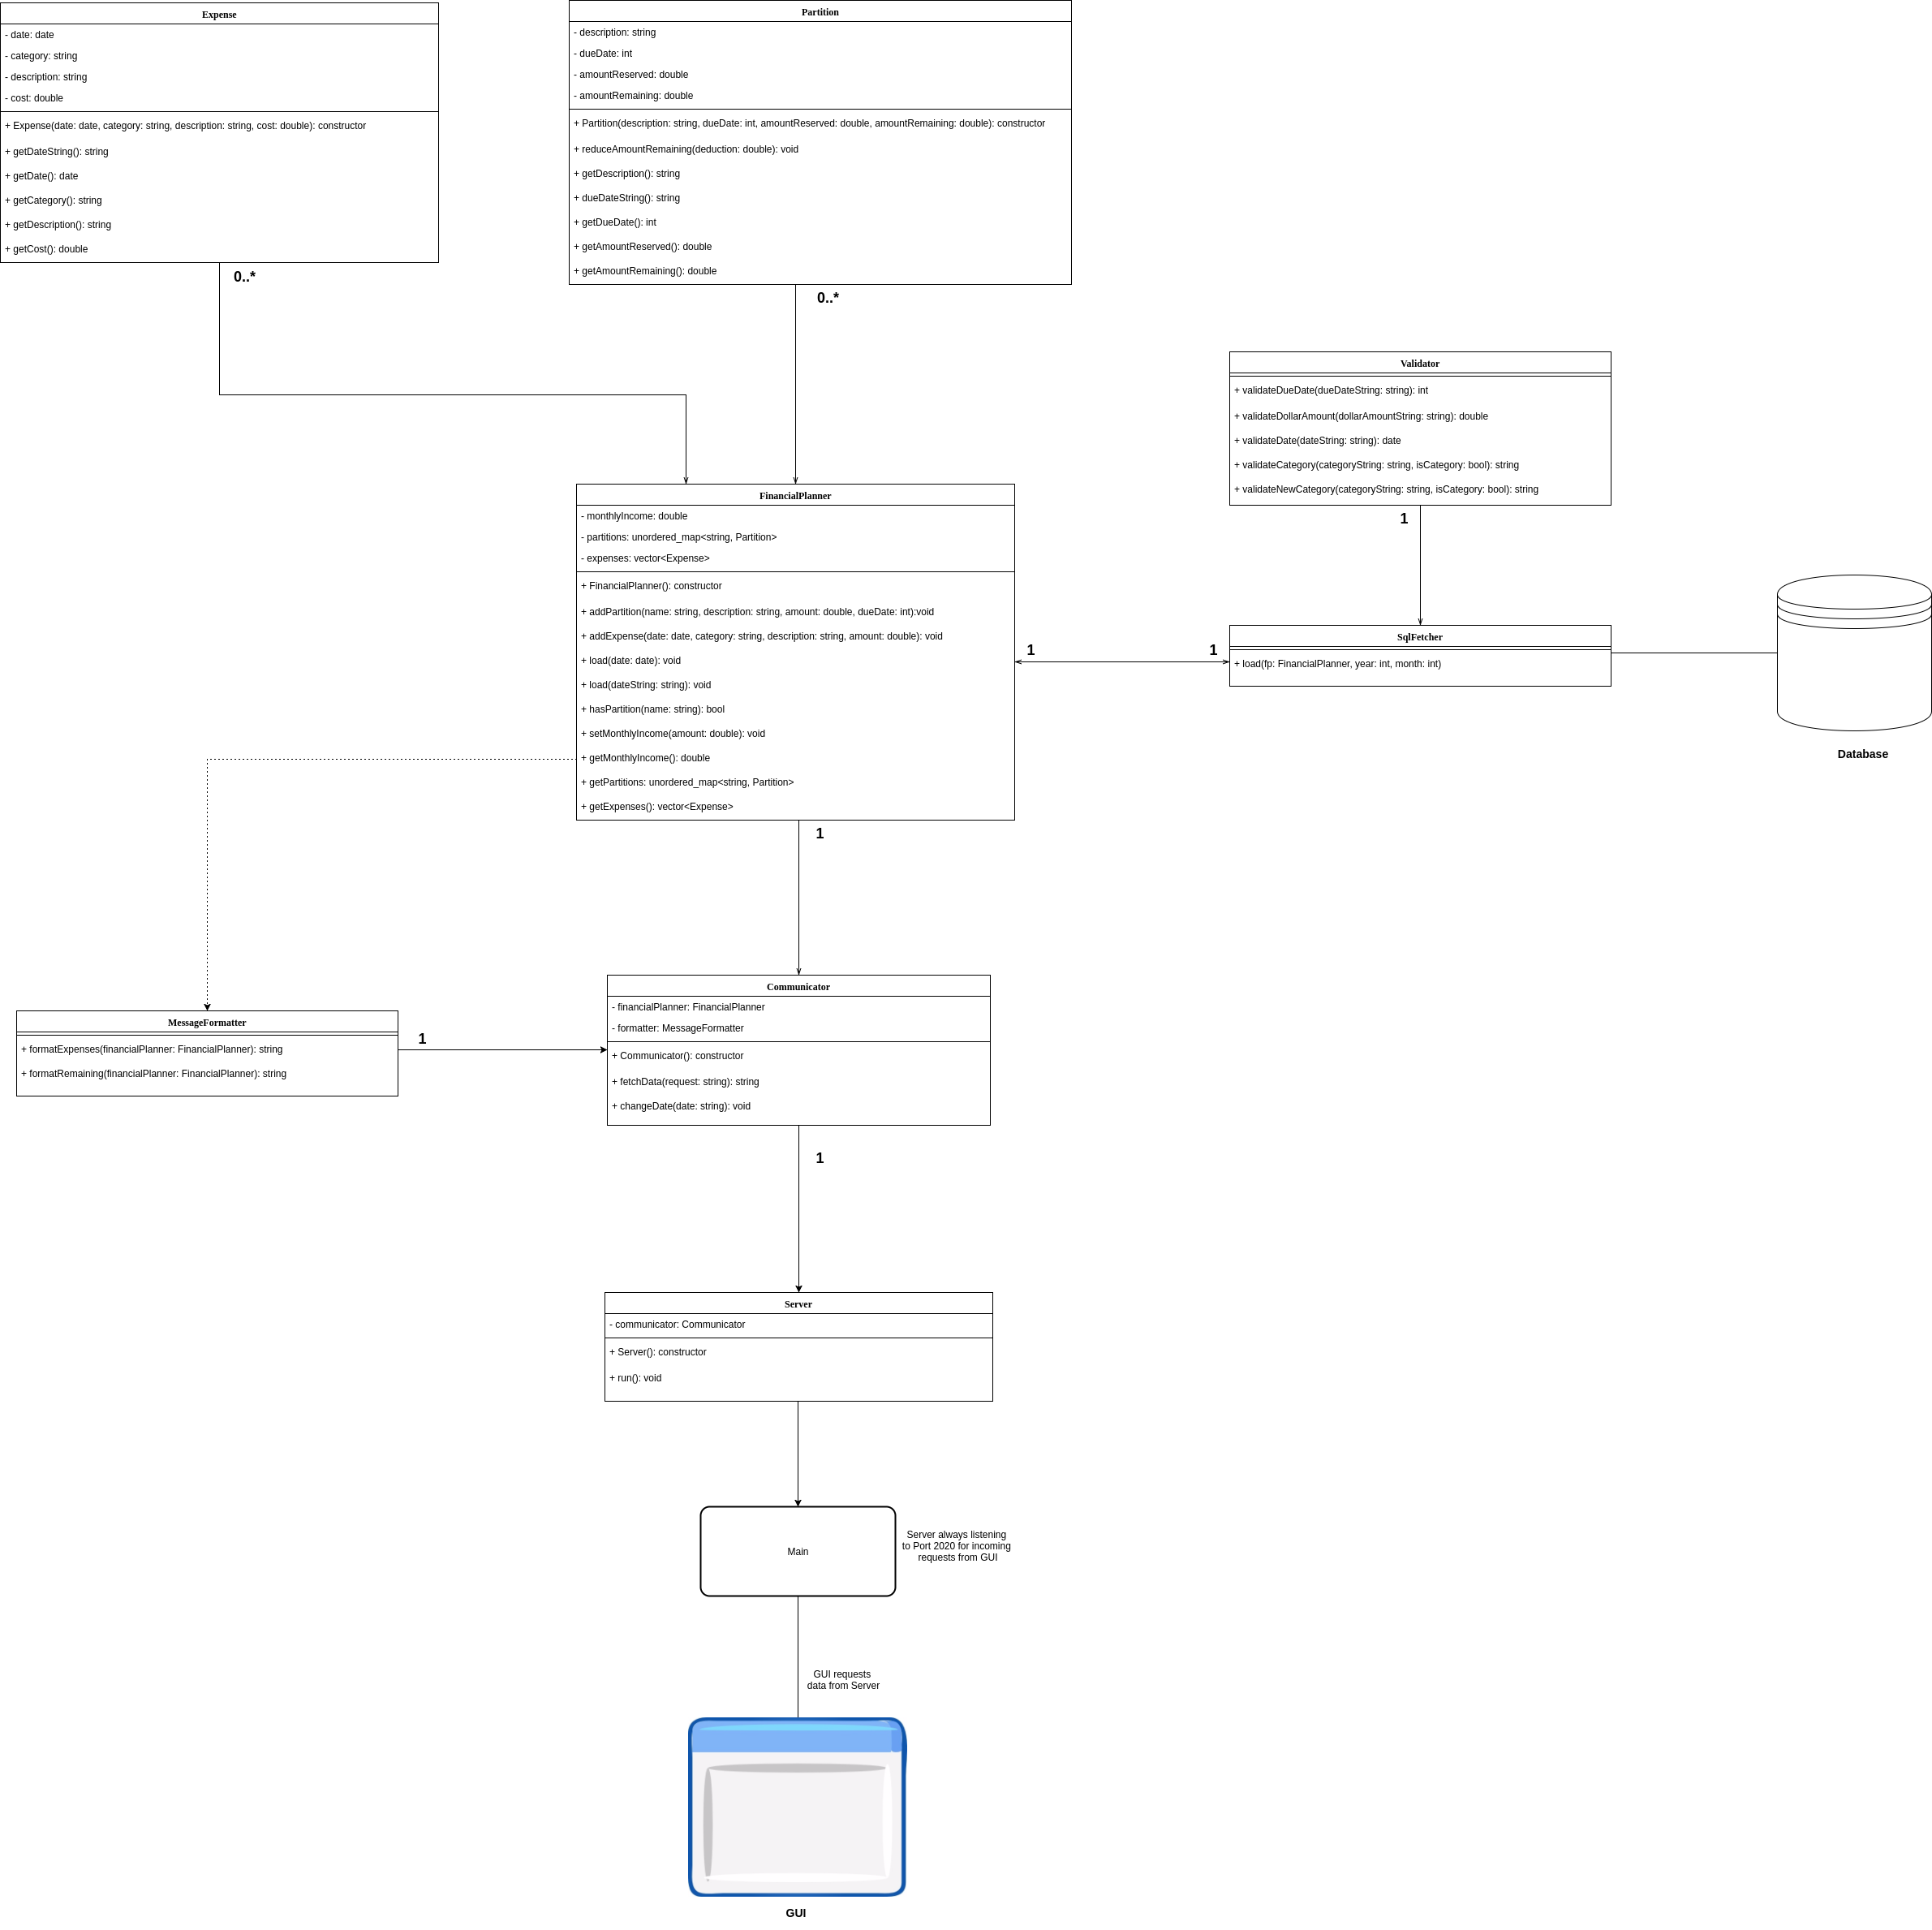 Expense
- date: date
- category: string
- description: string
- cost: double
+ Expense(date: date, category: string, description: string, cost: double): constructor
+ getDateString(): string
+ getDate(): date
+ getCategory(): string
+ getDescription(): string
+ getCost(): double
0..*
Partition
- description: string
- dueDate: int
- amountReserved: double
- amountRemaining: double
+ Partition(description: string, dueDate: int, amountReserved: double, amountRemaining: double): constructor
+ reduceAmountRemaining(deduction: double): void
+ getDescription(): string
+ dueDateString(): string
+ getDueDate(): int
+ getAmountReserved(): double
+ getAmountRemaining(): double
0..*
Validator
+ validateDueDate(dueDateString: string): int
+ validateDollarAmount(dollarAmountString: string): double
+ validateDate(dateString: string): date
+ validateCategory(categoryString: string, isCategory: bool): string
+ validateNewCategory(categoryString: string, isCategory: bool): string
1
FinancialPlanner
- monthlyIncome: double
- partitions: unordered_map<string, Partition>
- expenses: vector<Expense>
+ FinancialPlanner(): constructor
+ addPartition(name: string, description: string, amount: double, dueDate: int):void
+ addExpense(date: date, category: string, description: string, amount: double): void
+ load(date: date): void
+ load(dateString: string): void
+ hasPartition(name: string): bool
+ setMonthlyIncome(amount: double): void
+ getMonthlyIncome(): double
+ getPartitions: unordered_map<string, Partition>
+ getExpenses(): vector<Expense>
1
1
1
SqlFetcher
+ load(fp: FinancialPlanner, year: int, month: int)
Database
MessageFormatter
+ formatExpenses(financialPlanner: FinancialPlanner): string
+ formatRemaining(financialPlanner: FinancialPlanner): string
1
Communicator
- financialPlanner: FinancialPlanner
- formatter: MessageFormatter
+ Communicator(): constructor
+ fetchData(request: string): string
+ changeDate(date: string): void
1
Server
- communicator: Communicator
+ Server(): constructor
+ run(): void
Main
Server always listening
to Port 2020 for incoming
requests from GUI
GUI requests
data from Server
GUI